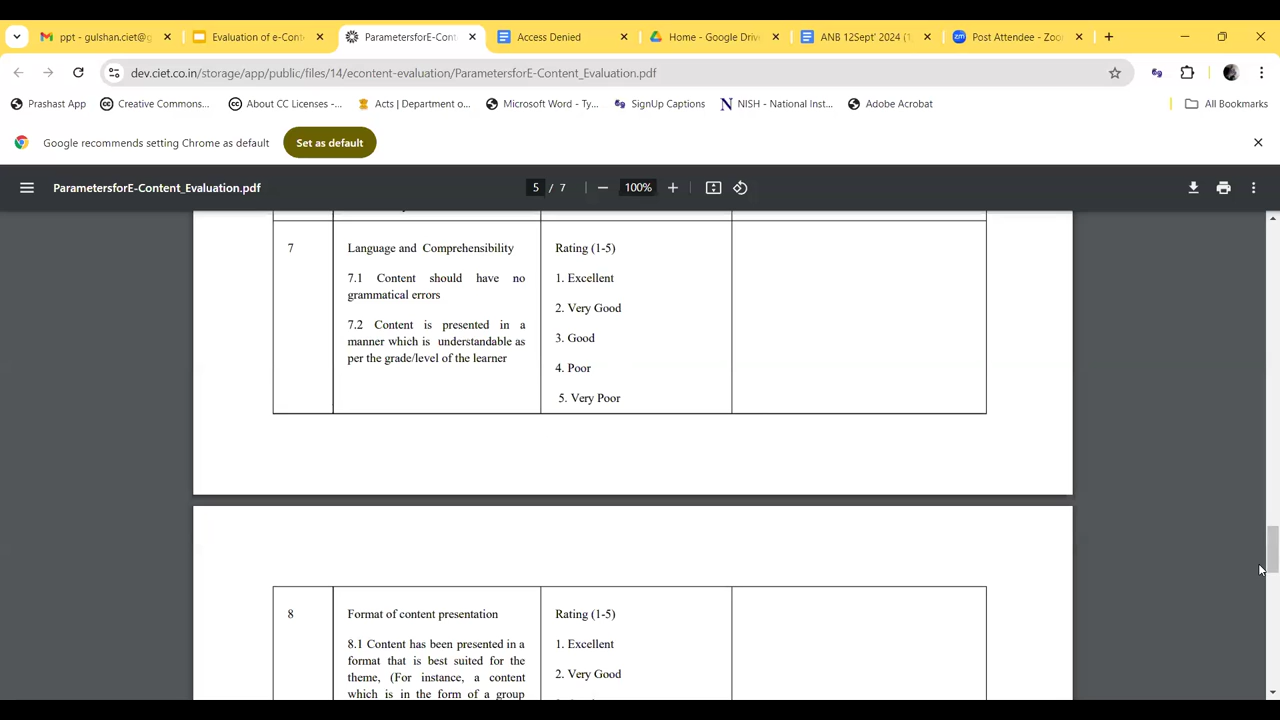 ppt - gulshan.ciet@g
Evaluation of e-Cont
ParametersforE-Cont
Access Denied
Home - Google Driv
ANB 12Sept' 2024 (1
Post Attendee - Zoo
dev.ciet.co.in/storage/app/public/files/14/econtent-evaluation/ParametersforE-Content_Evaluation.pdf
Prashast App
Creative Commons...
About CC Licenses -...
Acts | Department o...
Microsoft Word - Ty...
SignUp Captions
NISH - National Inst...
Adobe Acrobat
All Bookmarks
Google recommends setting Chrome as default
Set as default
ParametersforE-Content_Evaluation.pdf
5 / 7
100%
7
Language and Comprehensibility
7.1 Content should have no
grammatical errors
7.2 Content is presented in a
manner which is understandable as
per the grade/level of the learner
Rating (1-5)
1. Excellent
2. Very Good
3. Good
4. Poor
5. Very Poor
8
Format of content presentation
8.1 Content has been presented in a
format that is best suited for the
theme, (For instance, a content
which is in the form of a group
Rating (1-5)
1. Excellent
2. Very Good